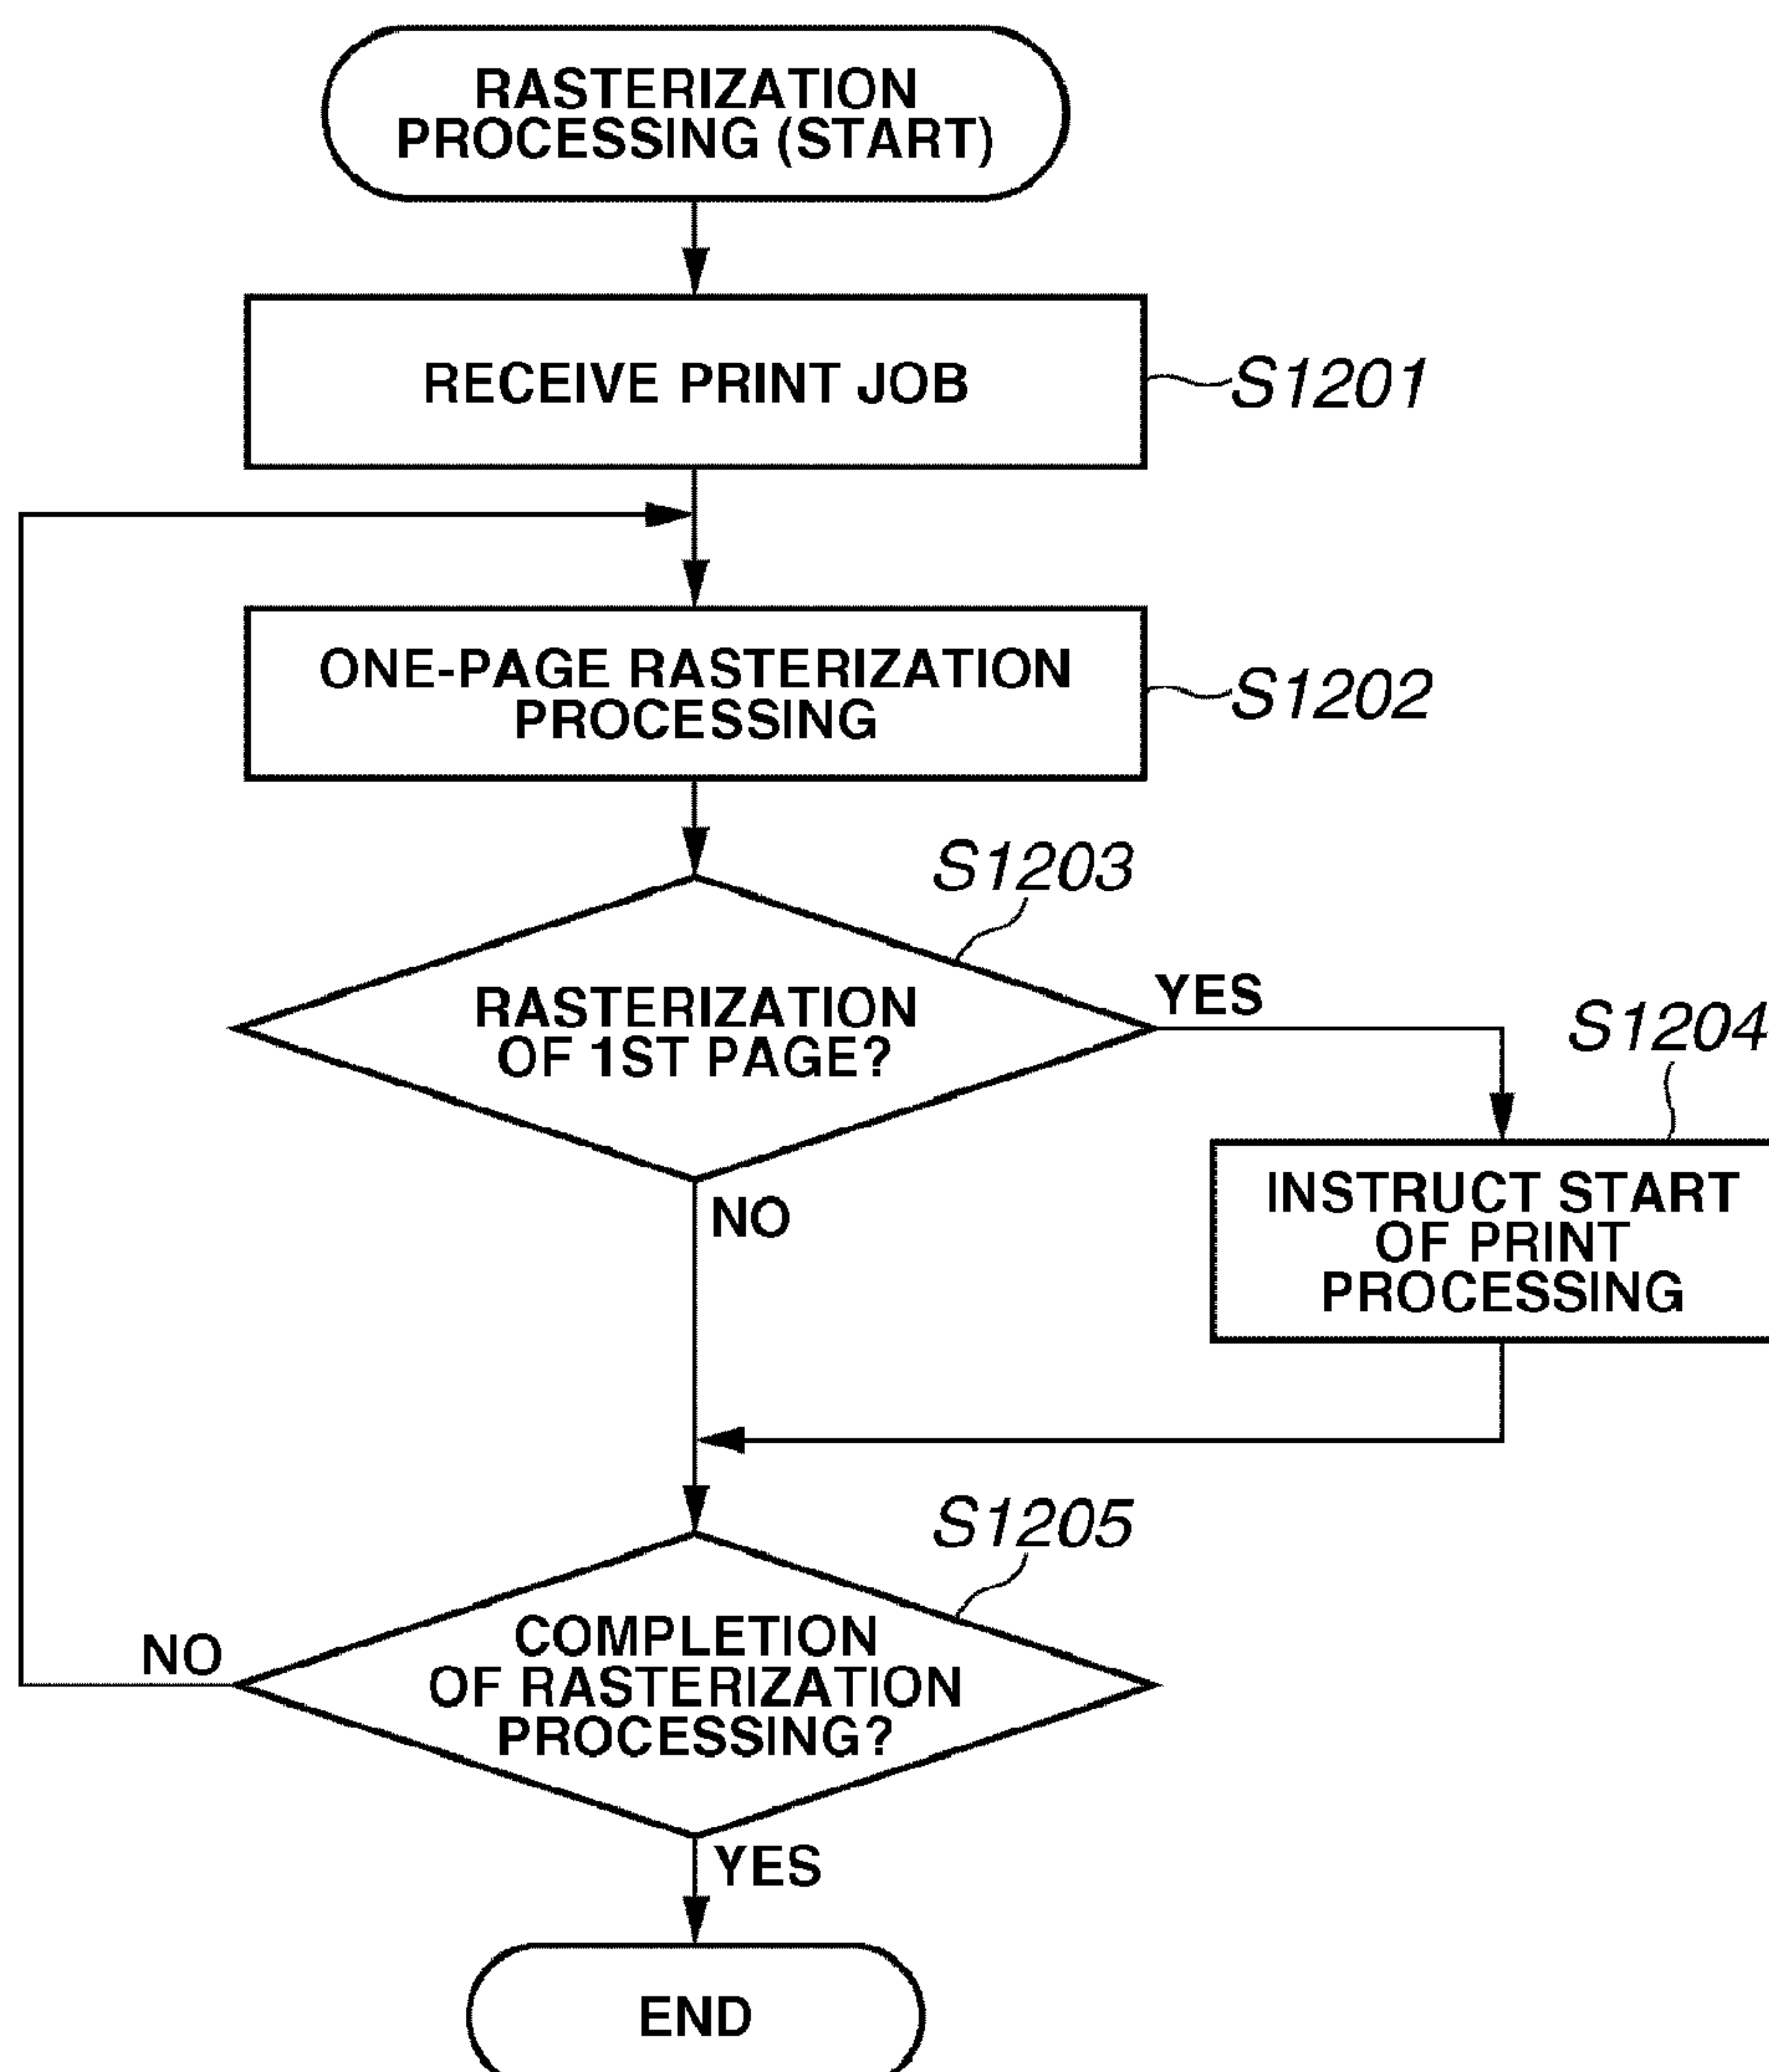 RASTERIZATION
PROCESSING (START)
RECEIVE PRINT JOB
S1201
ONE-PAGE RASTERIZATION
PROCESSING
S1202
S1203
RASTERIZATION
OF 1ST PAGE?
YES
S1204
INSTRUCT START
OF PRINT
PROCESSING
NO
S1205
COMPLETION
OF RASTERIZATION
PROCESSING?
NO
YES
END